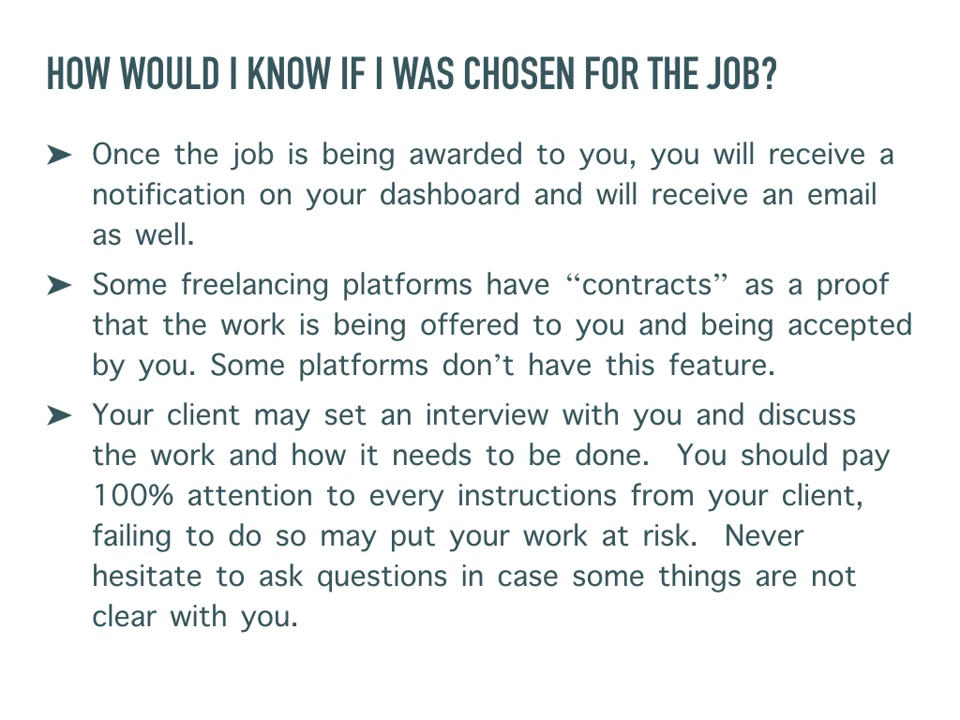 HOW WOULD I KNOW IF I WAS CHOSEN FOR THE JOB?
➤ Once the job is being awarded to you, you will receive a
notification on your dashboard and will receive an email
as well.
➤ Some freelancing platforms have “contracts” as a proof
that the work is being offered to you and being accepted
by you. Some platforms don’t have this feature.
➤ Your client may set an interview with you and discuss
the work and how it needs to be done.  You should pay
100% attention to every instructions from your client,
failing to do so may put your work at risk.  Never
hesitate to ask questions in case some things are not
clear with you.